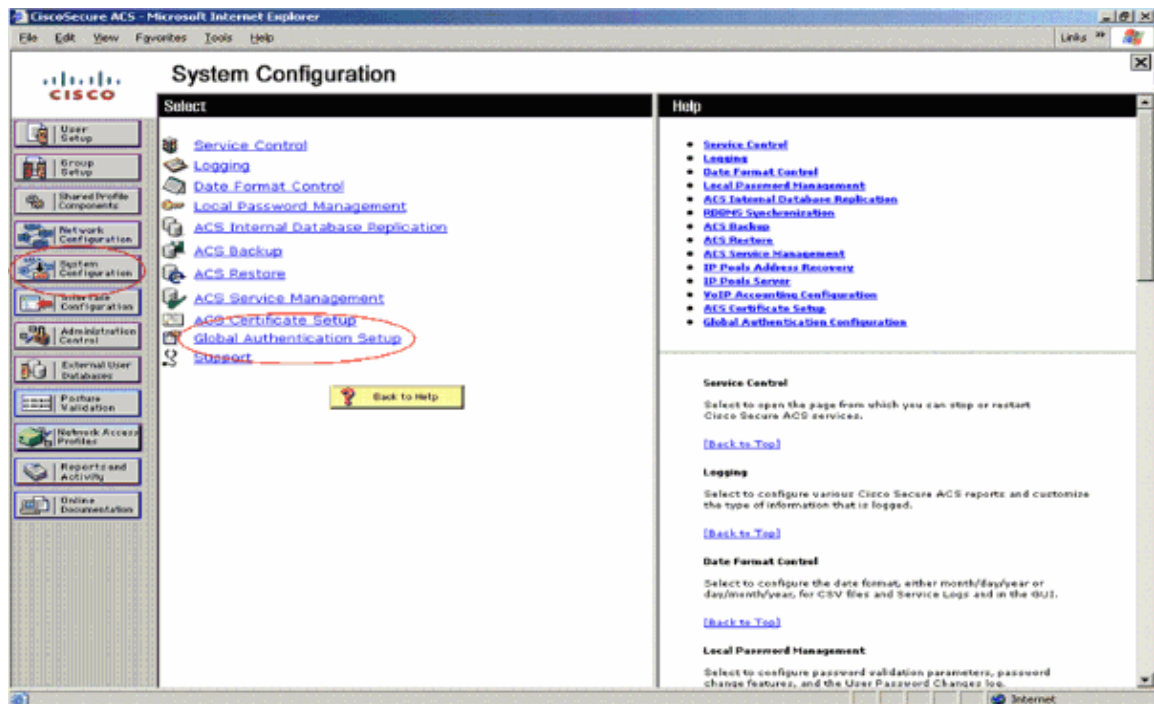 CiscoSecure ACS - Microsoft Internet Explorer
File Edit View Favorites Tools Help
Links »
CISCO
System Configuration
Select
User Setup
Group Setup
Shared Profile Components
Network Configuration
System Configuration
Interface Configuration
Administration Control
External User Databases
Posture Validation
Network Access Profiles
Reports and Activity
Online Documentation
Service Control
Logging
Date Format Control
Local Password Management
ACS Internal Database Replication
ACS Backup
ACS Restore
ACS Service Management
ACS Certificate Setup
Global Authentication Setup
Support
Back to Help
Help
Service Control
Logging
Date Format Control
Local Password Management
ACS Internal Database Replication
RDBMS Synchronization
ACS Backup
ACS Restore
ACS Service Management
IP Pools Address Recovery
IP Pools Server
VoIP Accounting Configuration
ACS Certificate Setup
Global Authentication Configuration
Service Control
Select to open the page from which you can stop or restart
Cisco Secure ACS services.
[Back to Top]
Logging
Select to configure various Cisco Secure ACS reports and customize
the type of information that is logged.
[Back to Top]
Date Format Control
Select to configure the date format, either month/day/year or
day/month/year, for CSV files and Service Logs and in the GUI.
[Back to Top]
Local Password Management
Select to configure password validation parameters, password
change features, and the User Password Changes log.
Internet